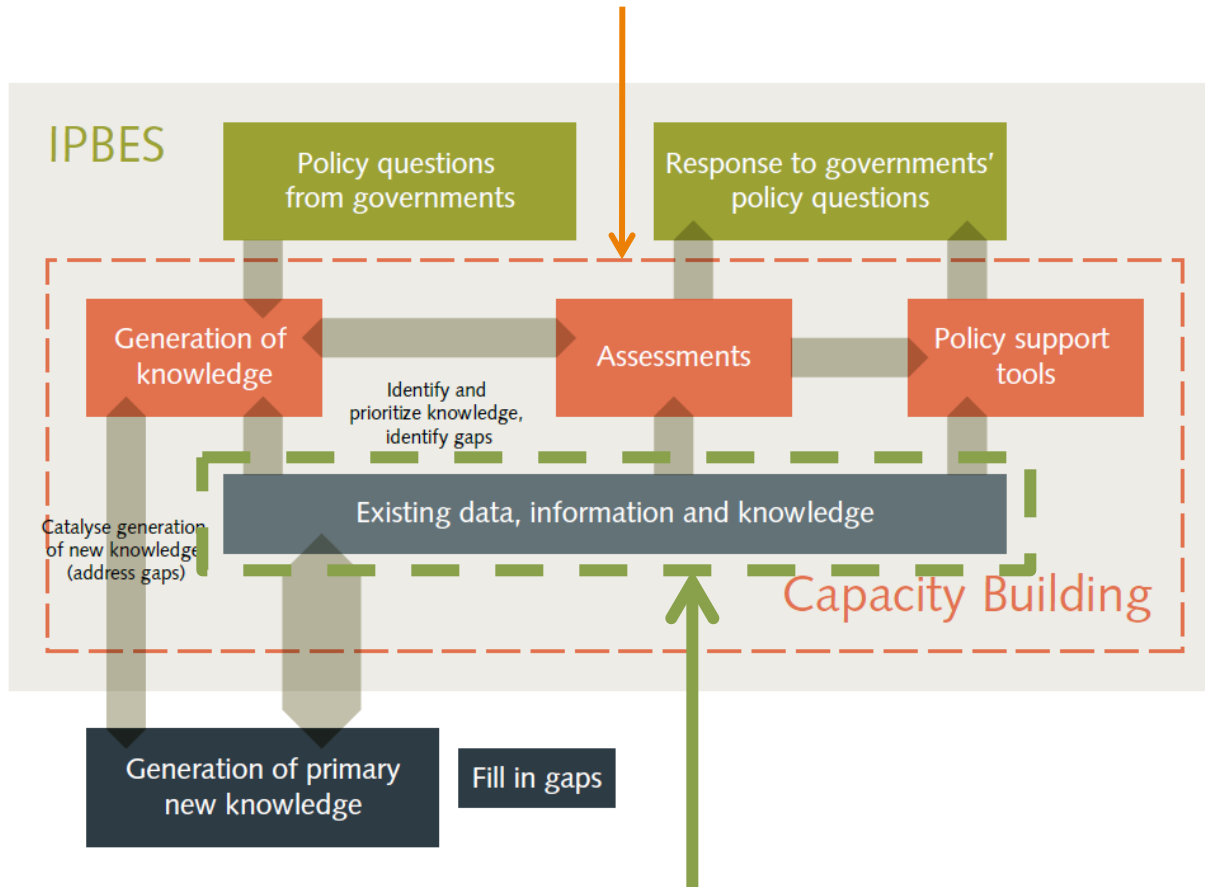 IPBES
Policy questions
from governments
Response to governments'
policy questions
Generation of
knowledge
Assessments
Policy support
tools
Identify and
prioritize knowledge,
identify gaps
Existing data, information and knowledge
Catalyse generation
of new knowledge
(address gaps)
Capacity Building
Generation of primary
new knowledge
Fill in gaps